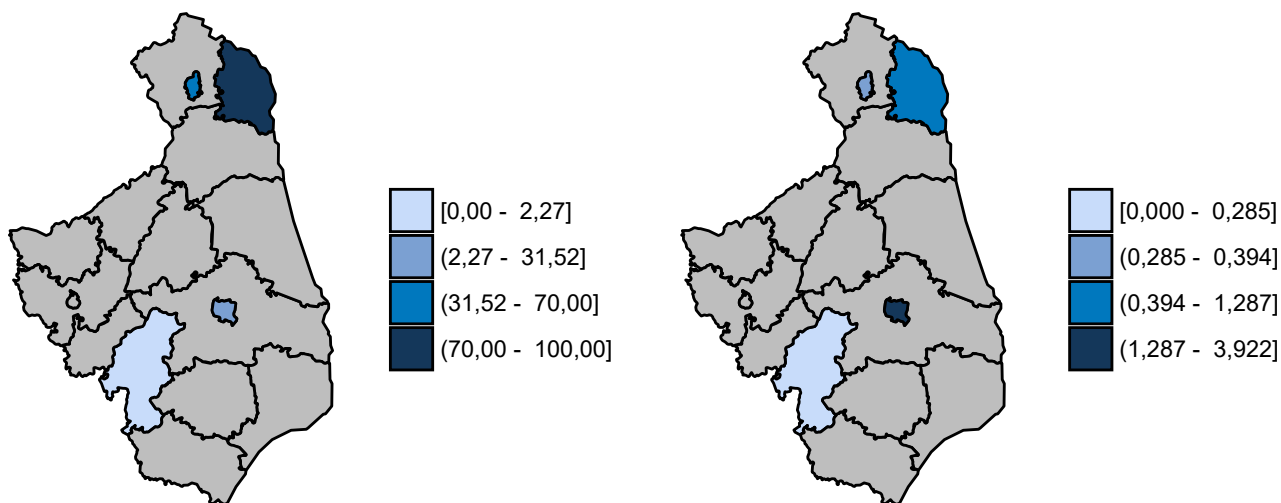 [0,00 - 2,27]
(2,27 - 31,52]
(31,52 - 70,00]
(70,00 - 100,00]
[0,000 - 0,285]
(0,285 - 0,394]
(0,394 - 1,287]
(1,287 - 3,922]